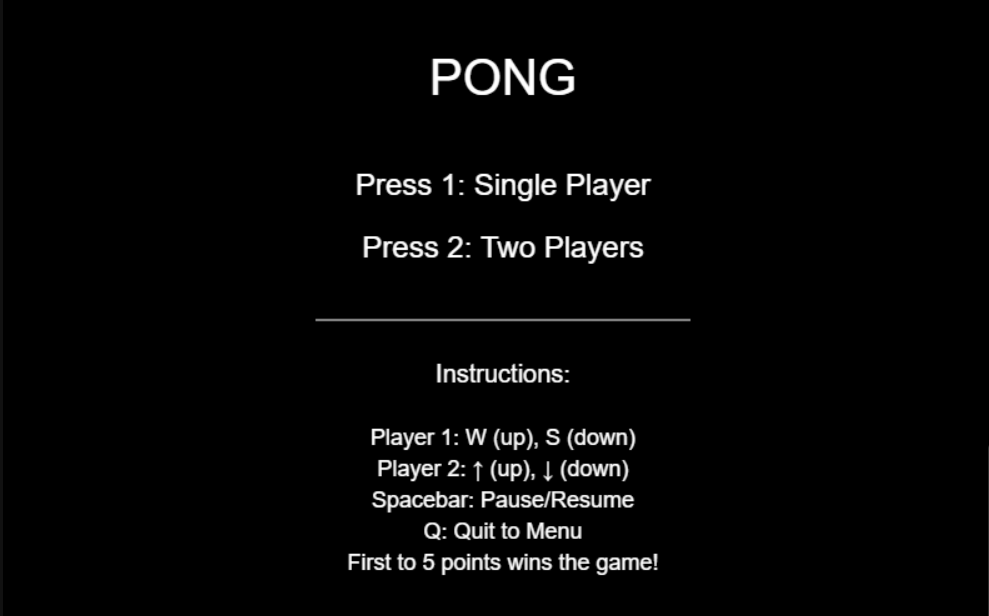 PONG
Press 1: Single Player
Press 2: Two Players
Instructions:
Player 1: W (up), S (down)
Player 2: ↑ (up), ↓ (down)
Spacebar: Pause/Resume
Q: Quit to Menu
First to 5 points wins the game!